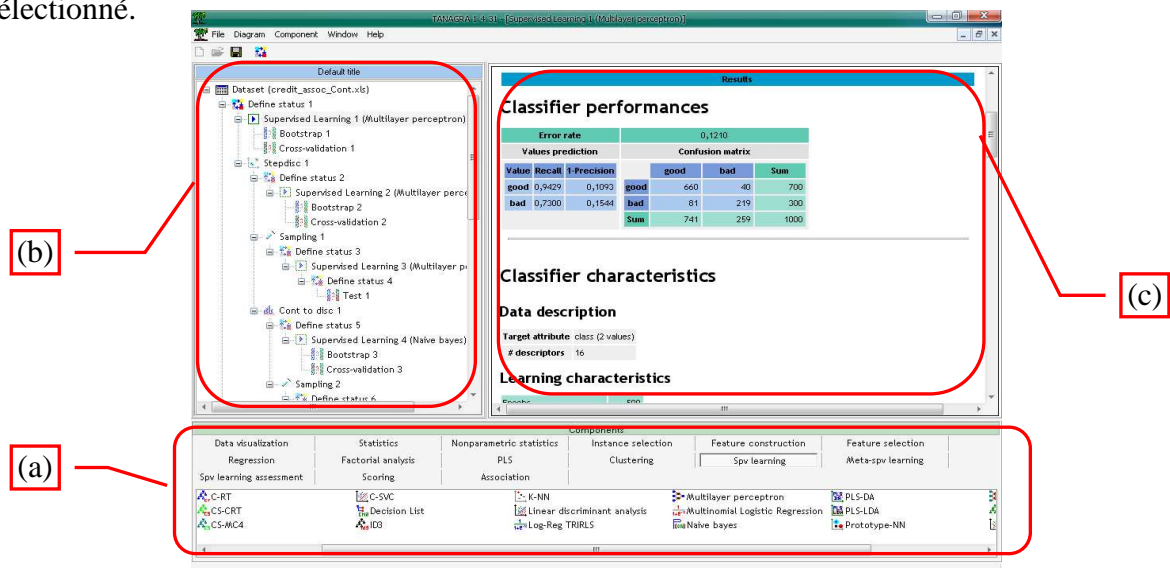 électionné.
TANAGRA 1.4.31 - [Supervised Learning 1 (Multilayer perceptron)]
File Diagram Component Window Help
Default title
Dataset (credit_assoc_Cont.xls)
Define status 1
Supervised Learning 1 (Multilayer perceptron)
Bootstrap 1
Cross-validation 1
Stepdisc 1
Define status 2
Supervised Learning 2 (Multilayer perce
Bootstrap 2
Cross-validation 2
Sampling 1
Define status 3
Supervised Learning 3 (Multilayer p
Define status 4
Test 1
Cont to disc 1
Define status 5
Supervised Learning 4 (Naive bayes)
Bootstrap 3
Cross-validation 3
Sampling 2
Define status 6
(b)
Results
Classifier performances
Error rate 0,1210
Values prediction Confusion matrix
Value Recall 1-Precision good bad Sum
good 0,9429 0,1093 good 660 40 700
bad 0,7300 0,1544 bad 81 219 300
Sum 741 259 1000
Classifier characteristics
Data description
Target attribute class (2 values)
# descriptors 16
Learning characteristics
Epochs 500
(c)
Components
Data visualization Statistics Nonparametric statistics Instance selection Feature construction Feature selection
Regression Factorial analysis PLS Clustering Spv learning Meta-spv learning
Spv learning assessment Scoring Association
(a)
C-RT C-SVC K-NN Multilayer perceptron PLS-DA
CS-CRT Decision List Linear discriminant analysis Multinomial Logistic Regression PLS-LDA
CS-MC4 ID3 Log-Reg TRIRLS Naive bayes Prototype-NN